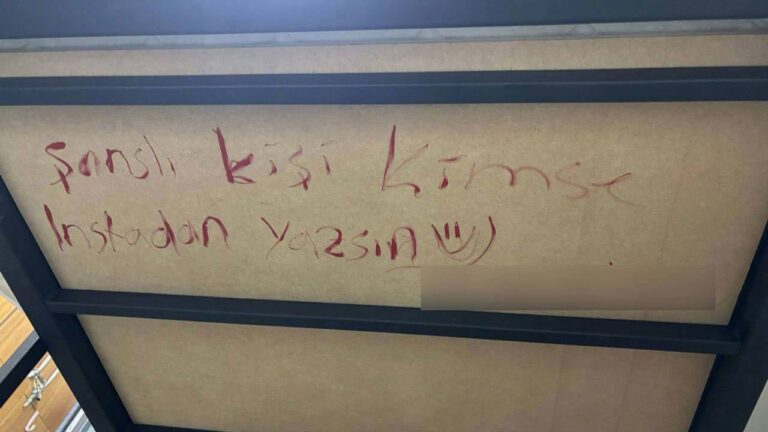 Şanslı kişi Kimse
Instadan Yazsın :)